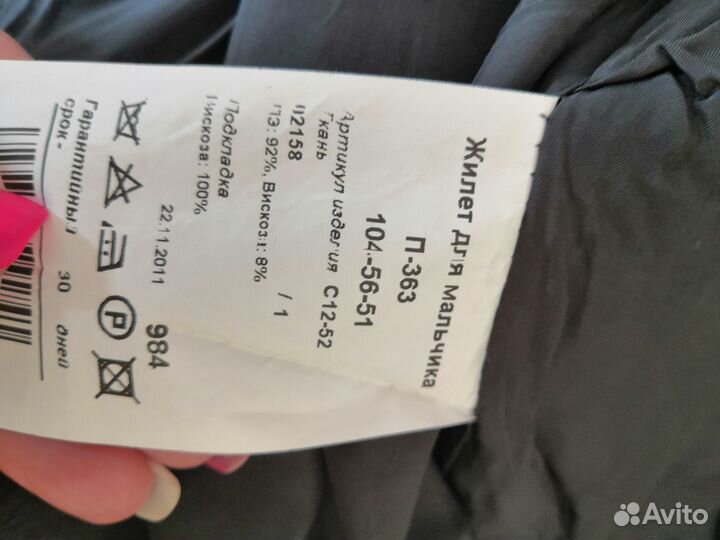 Жилет для мальчика
П-363
104-56-51
Артикул изделия С12-52
Ткань
02158 / 1
ПЭ: 92%, Вискоза: 8%
Подкладка
Вискоза: 100%
984
22.11.2011
P
Гарантийный 30 дней
срок -
Avito